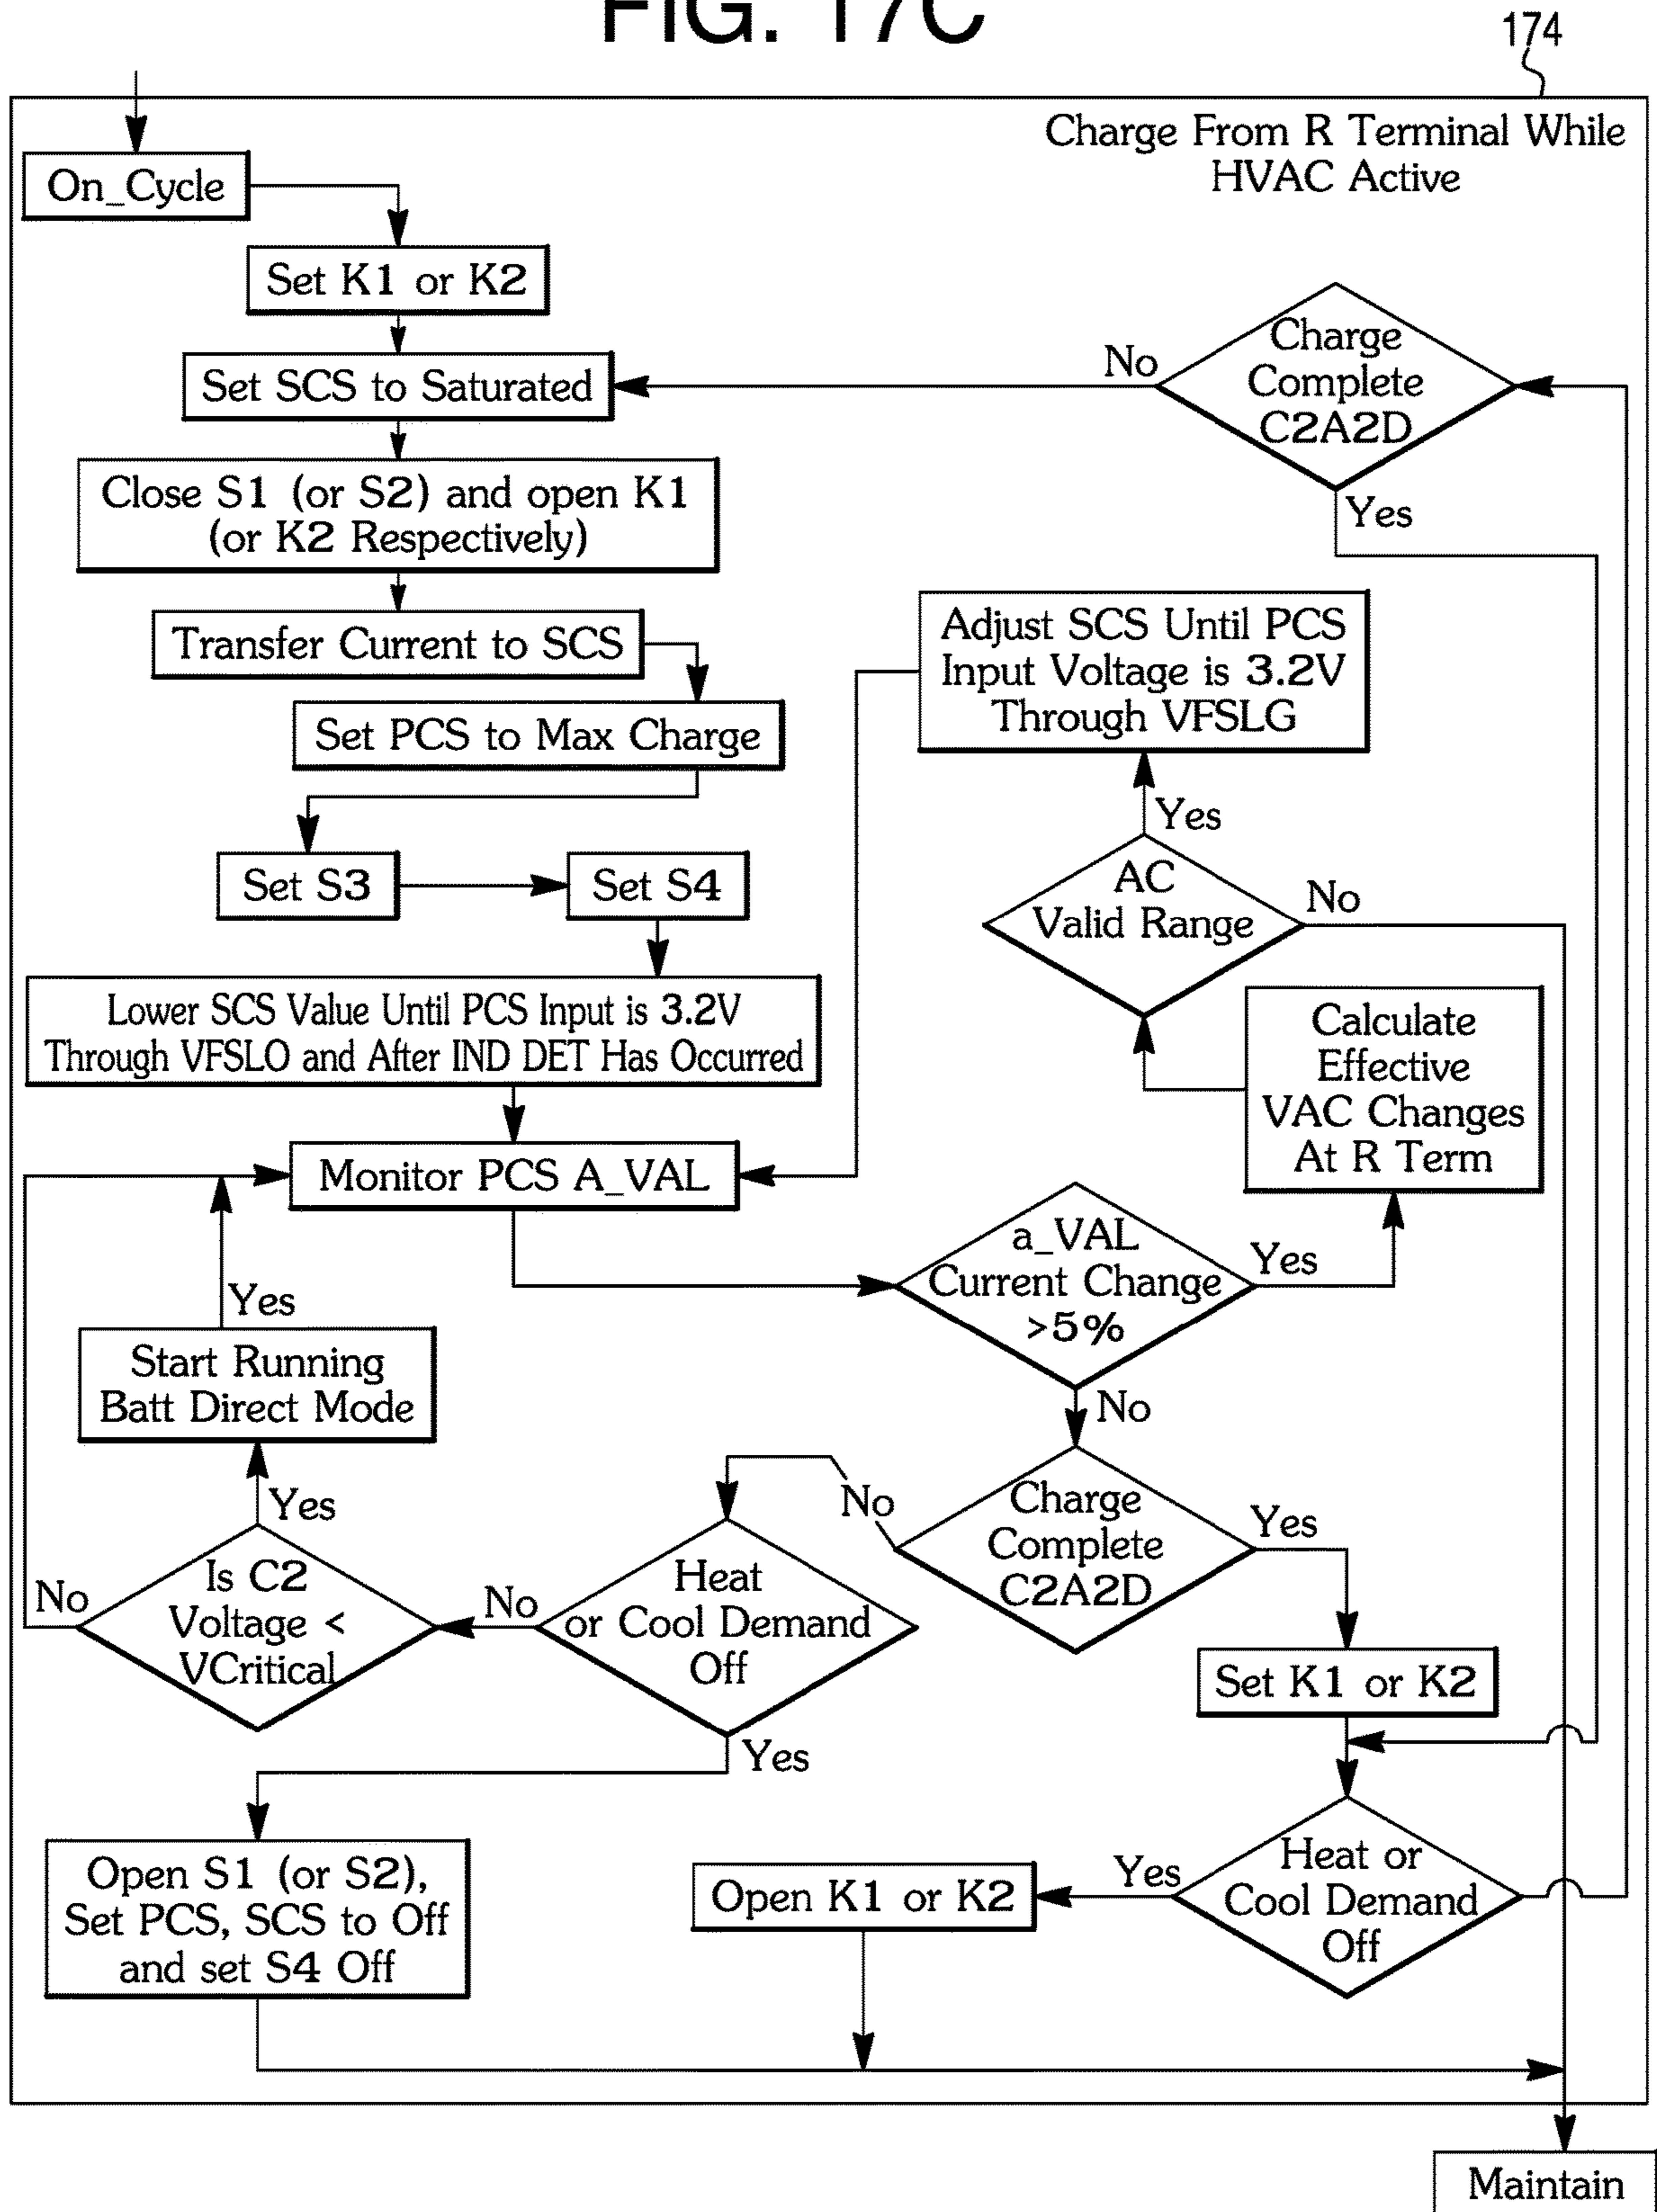 FIG. 17C
174
Charge From R Terminal While
HVAC Active
On_Cycle
Set K1 or K2
Set SCS to Saturated
No
Charge
Complete
C2A2D
Yes
Close S1 (or S2) and open K1
(or K2 Respectively)
Transfer Current to SCS
Set PCS to Max Charge
Adjust SCS Until PCS
Input Voltage is 3.2V
Through VFSLG
Yes
Set S3
Set S4
AC
Valid Range
No
Lower SCS Value Until PCS Input is 3.2V
Through VFSLO and After IND DET Has Occurred
Calculate
Effective
VAC Changes
At R Term
Monitor PCS A_VAL
a_VAL
Current Change
>5%
Yes
No
Yes
Start Running
Batt Direct Mode
Yes
No
Charge
Complete
C2A2D
Yes
Is C2
Voltage <
VCritical
No
No
Heat
or Cool Demand
Off
Yes
Set K1 or K2
Open S1 (or S2),
Set PCS, SCS to Off
and set S4 Off
Open K1 or K2
Yes
Heat or
Cool Demand
Off
Maintain